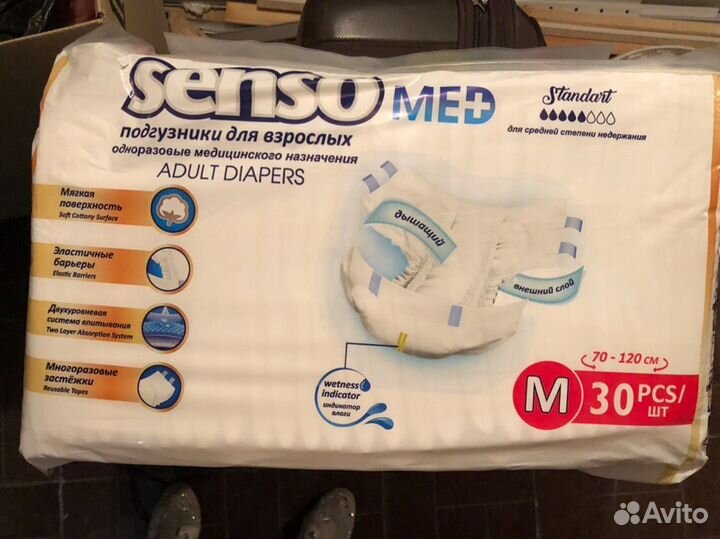 senso MED
подгузники для взрослых
одноразовые медицинского назначения
ADULT DIAPERS
Standart
для средней степени недержания
Мягкая
поверхность
Soft Cottony Surface
Эластичные
барьеры
Elastic Barriers
Двухуровневая
система впитывания
Two Layer Absorption System
Многоразовые
застёжки
Reusable Tapes
дышащий
внешний слой
wetness
indicator
индикатор
влаги
70 - 120 СМ
M 30 PCS/
ШТ
Avito